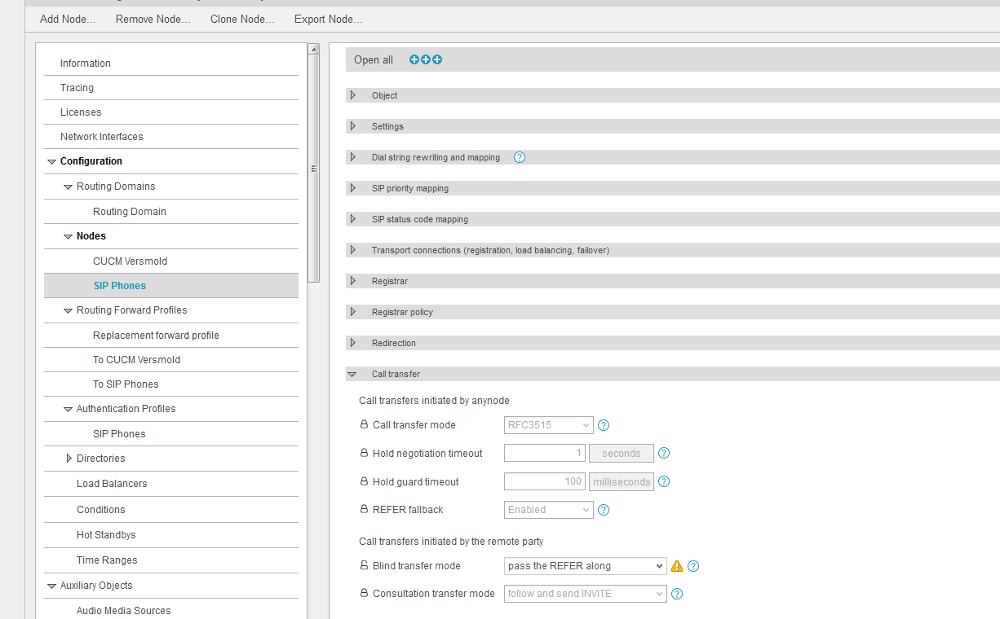 Add Node... Remove Node... Clone Node... Export Node...
Information
Tracing
Licenses
Network Interfaces
Configuration
Routing Domains
Routing Domain
Nodes
CUCM Versmold
SIP Phones
Routing Forward Profiles
Replacement forward profile
To CUCM Versmold
To SIP Phones
Authentication Profiles
SIP Phones
Directories
Load Balancers
Conditions
Hot Standbys
Time Ranges
Auxiliary Objects
Audio Media Sources
Open all
Object
Settings
Dial string rewriting and mapping ?
SIP priority mapping
SIP status code mapping
Transport connections (registration, load balancing, failover)
Registrar
Registrar policy
Redirection
Call transfer
Call transfers initiated by anynode
Call transfer mode RFC3515 ?
Hold negotiation timeout 1 seconds ?
Hold guard timeout 100 milliseconds ?
REFER fallback Enabled ?
Call transfers initiated by the remote party
Blind transfer mode pass the REFER along ?
Consultation transfer mode follow and send INVITE ?